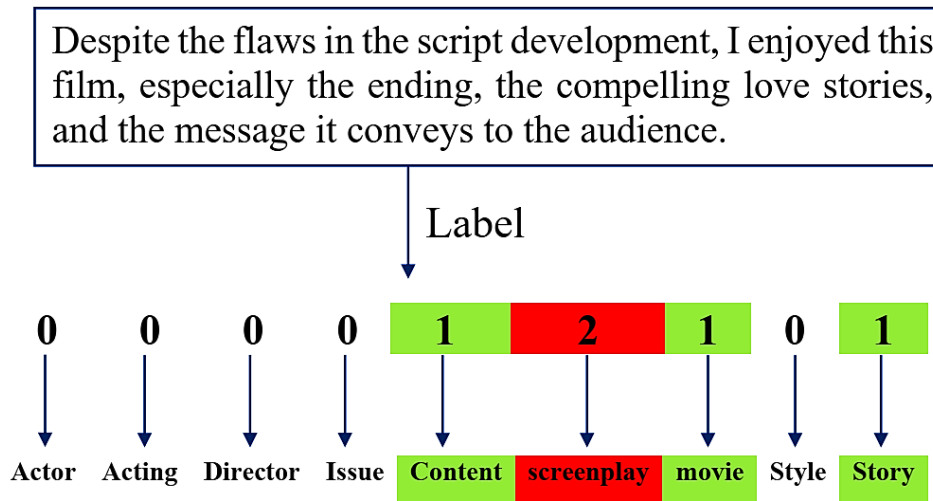 Despite the flaws in the script development, I enjoyed this
film, especially the ending, the compelling love stories,
and the message it conveys to the audience.
Label
0 0 0 0 1 2 1 0 1
Actor Acting Director Issue Content screenplay movie Style Story